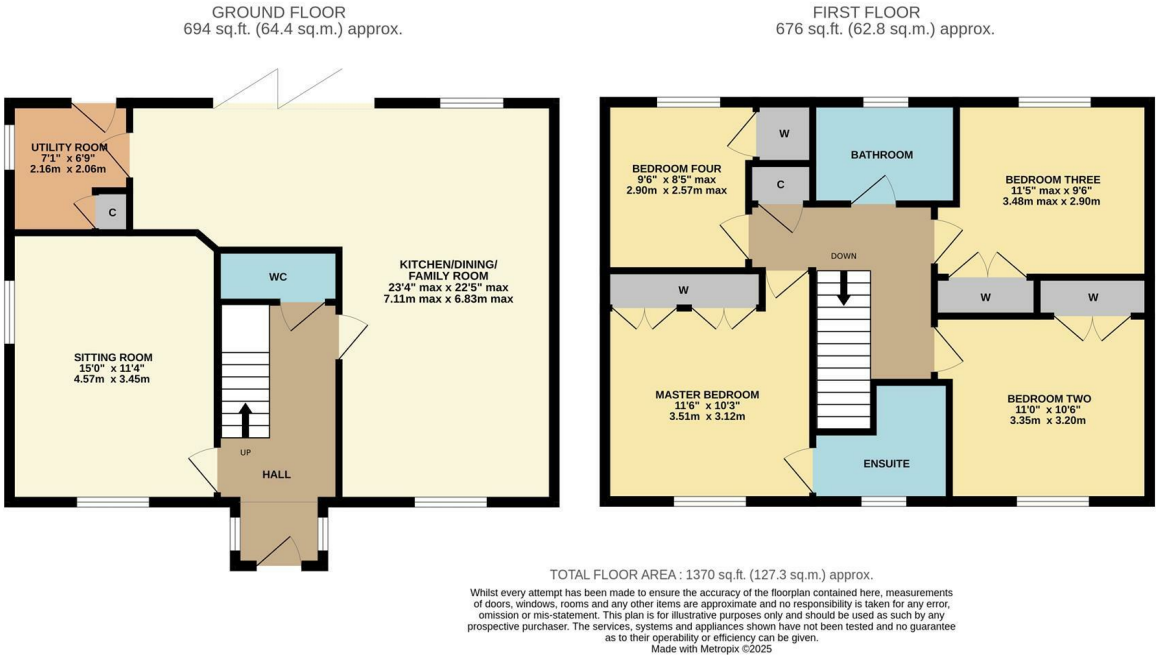 GROUND FLOOR
694 sq.ft. (64.4 sq.m.) approx.
UTILITY ROOM
7'1" x 6'9"
2.16m x 2.06m
C
WC
KITCHEN/DINING/
FAMILY ROOM
23'4" max x 22'5" max
7.11m max x 6.83m max
SITTING ROOM
15'0" x 11'4"
4.57m x 3.45m
UP
HALL
FIRST FLOOR
676 sq.ft. (62.8 sq.m.) approx.
W
BATHROOM
BEDROOM FOUR
9'6" x 8'5" max
2.90m x 2.57m max
C
BEDROOM THREE
11'5" max x 9'6"
3.48m max x 2.90m
DOWN
W
W
W
MASTER BEDROOM
11'6" x 10'3"
3.51m x 3.12m
BEDROOM TWO
11'0" x 10'6"
3.35m x 3.20m
ENSUITE
TOTAL FLOOR AREA : 1370 sq.ft. (127.3 sq.m.) approx.
Whilst every attempt has been made to ensure the accuracy of the floorplan contained here, measurements
of doors, windows, rooms and any other items are approximate and no responsibility is taken for any error,
omission or mis-statement. This plan is for illustrative purposes only and should be used as such by any
prospective purchaser. The services, systems and appliances shown have not been tested and no guarantee
as to their operability or efficiency can be given.
Made with Metropix ©2025